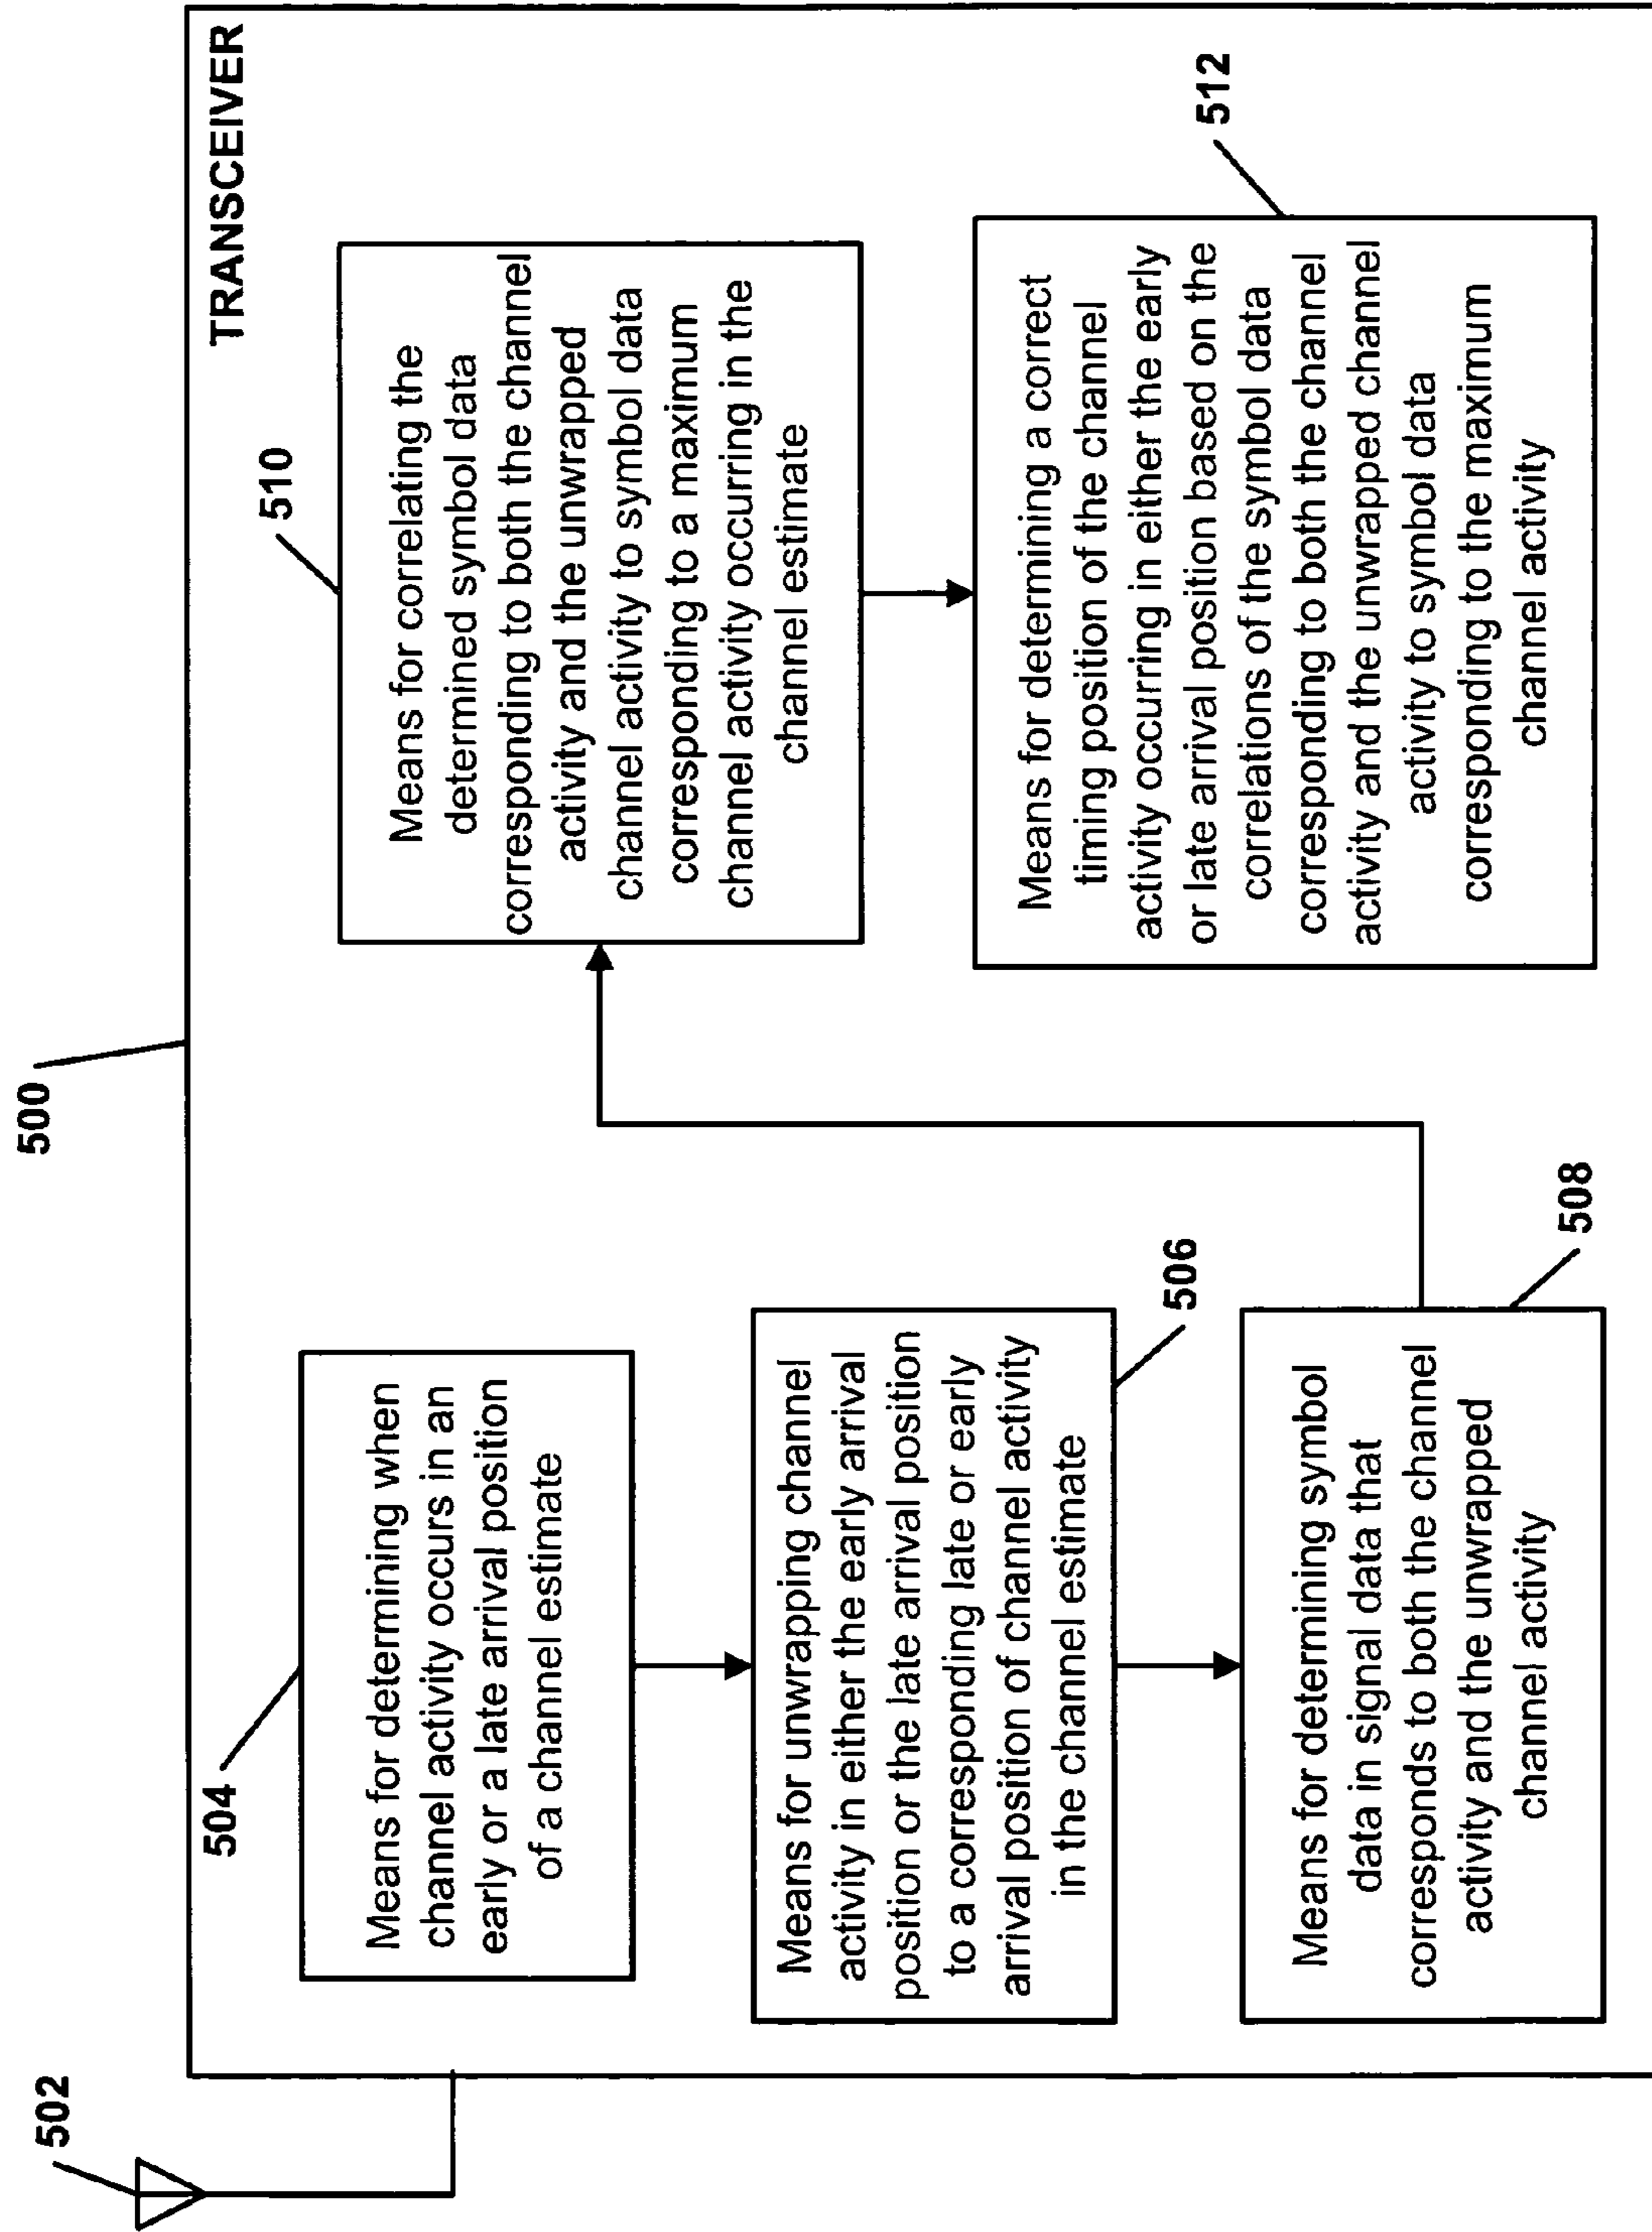 500
502
TRANSCEIVER
504
Means for determining when
channel activity occurs in an
early or a late arrival position
of a channel estimate
Means for unwrapping channel
activity in either the early arrival
position or the late arrival position
to a corresponding late or early
arrival position of channel activity
in the channel estimate
506
Means for determining symbol
data in signal data that
corresponds to both the channel
activity and the unwrapped
channel activity
508
510
Means for correlating the
determined symbol data
corresponding to both the channel
activity and the unwrapped
channel activity to symbol data
corresponding to a maximum
channel activity occurring in the
channel estimate
Means for determining a correct
timing position of the channel
activity occurring in either the early
or late arrival position based on the
correlations of the symbol data
corresponding to both the channel
activity and the unwrapped channel
activity to symbol data
corresponding to the maximum
channel activity
512